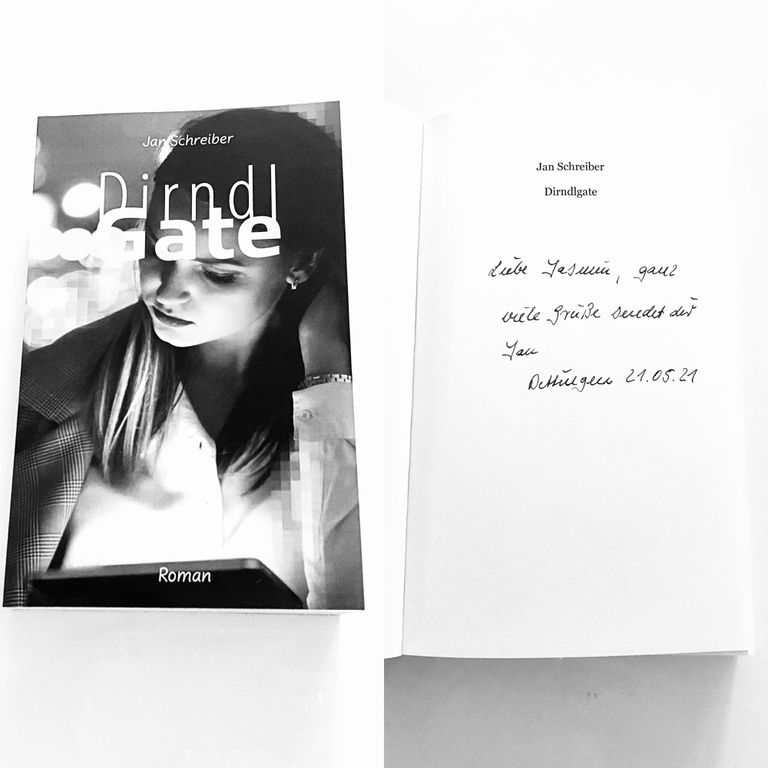 Jan Schreiber
Dirndl
Gate
Roman
Jan Schreiber
Dirndlgate
Liebe Jasmin, ganz
viele Grüße sendet dir
Jan
Dettingen 21.05.21